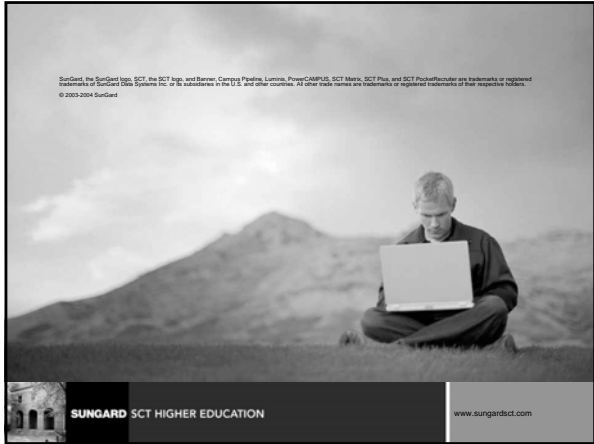 SunGard, the SunGard logo, SCT, the SCT logo, and Banner, Campus Pipeline, Luminis, PowerCAMPUS, SCT Matrix, SCT Plus, and SCT PocketRecruiter are trademarks or registered
trademarks of SunGard Data Systems Inc. or its subsidiaries in the U.S. and other countries. All other trade names are trademarks or registered trademarks of their respective holders.
© 2003-2004 SunGard
SUNGARD SCT HIGHER EDUCATION
www.sungardsct.com